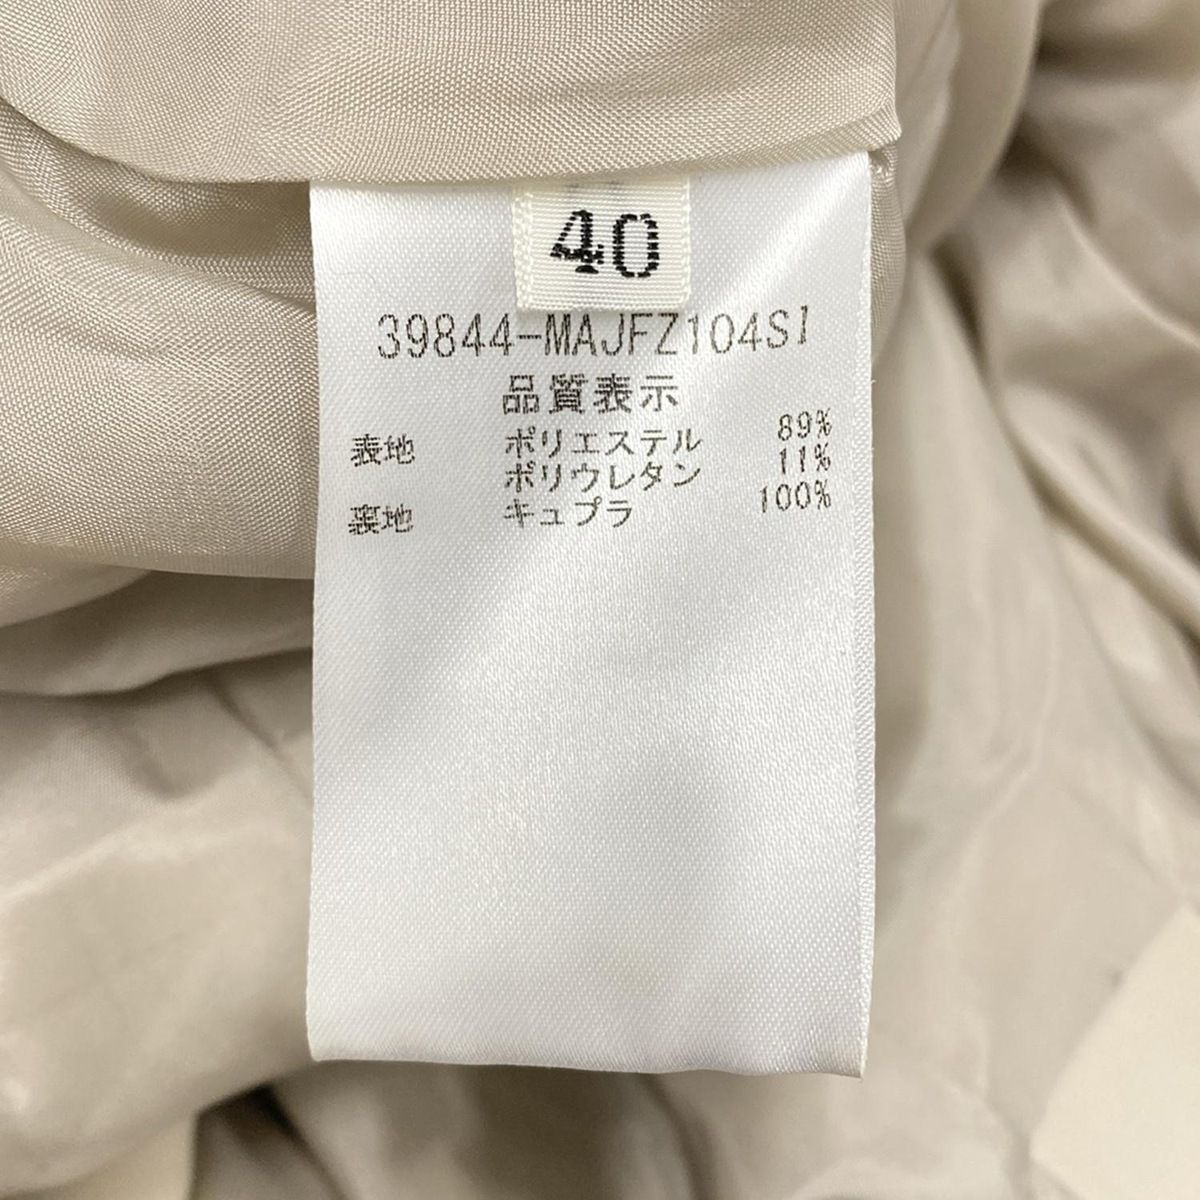 40
39844-MAJFZ104SI
品質表示
表地 ポリエステル 89%
ポリウレタン 11%
裏地 キュプラ 100%